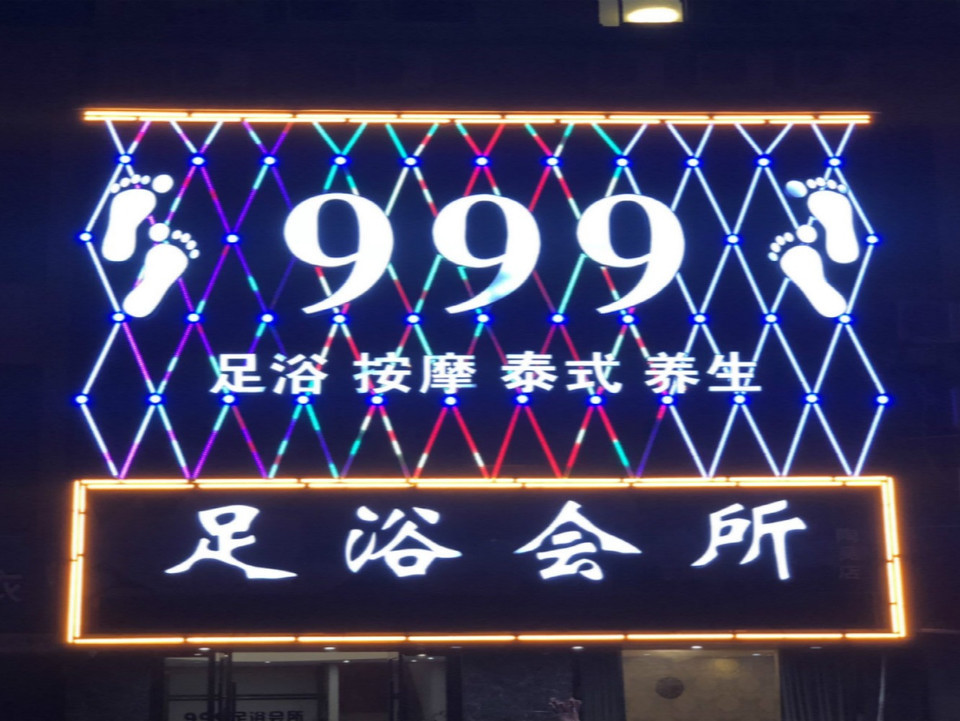 999
足浴 按摩 泰式 养生
足浴会所